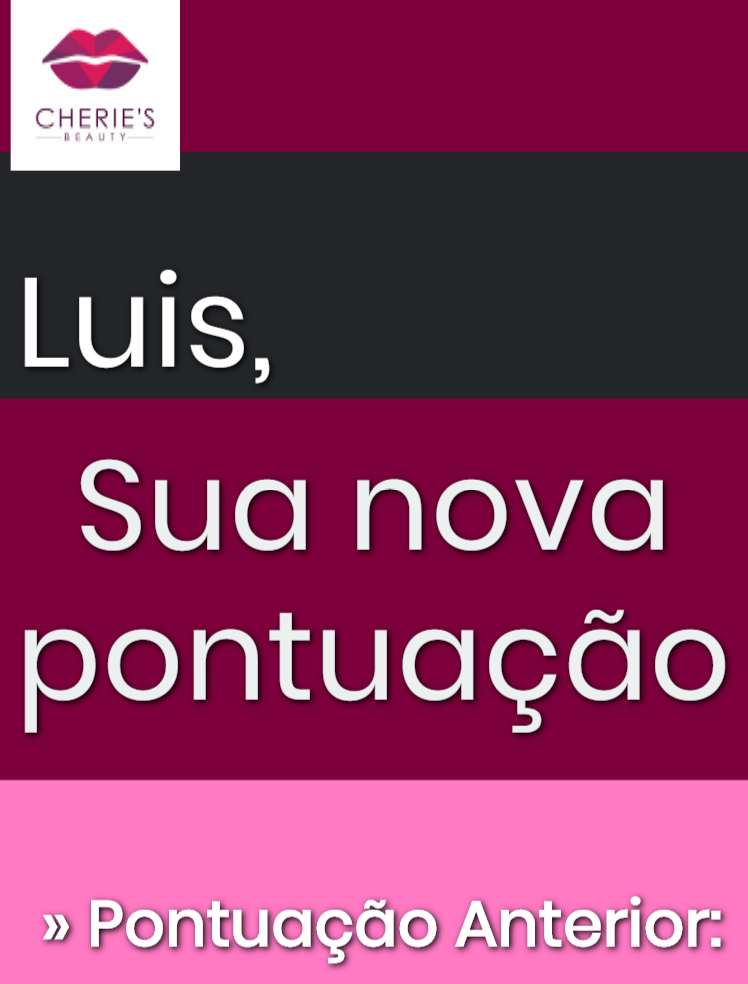 CHERIE'S
BEAUTY
Luis,
Sua nova
pontuação
» Pontuação Anterior: